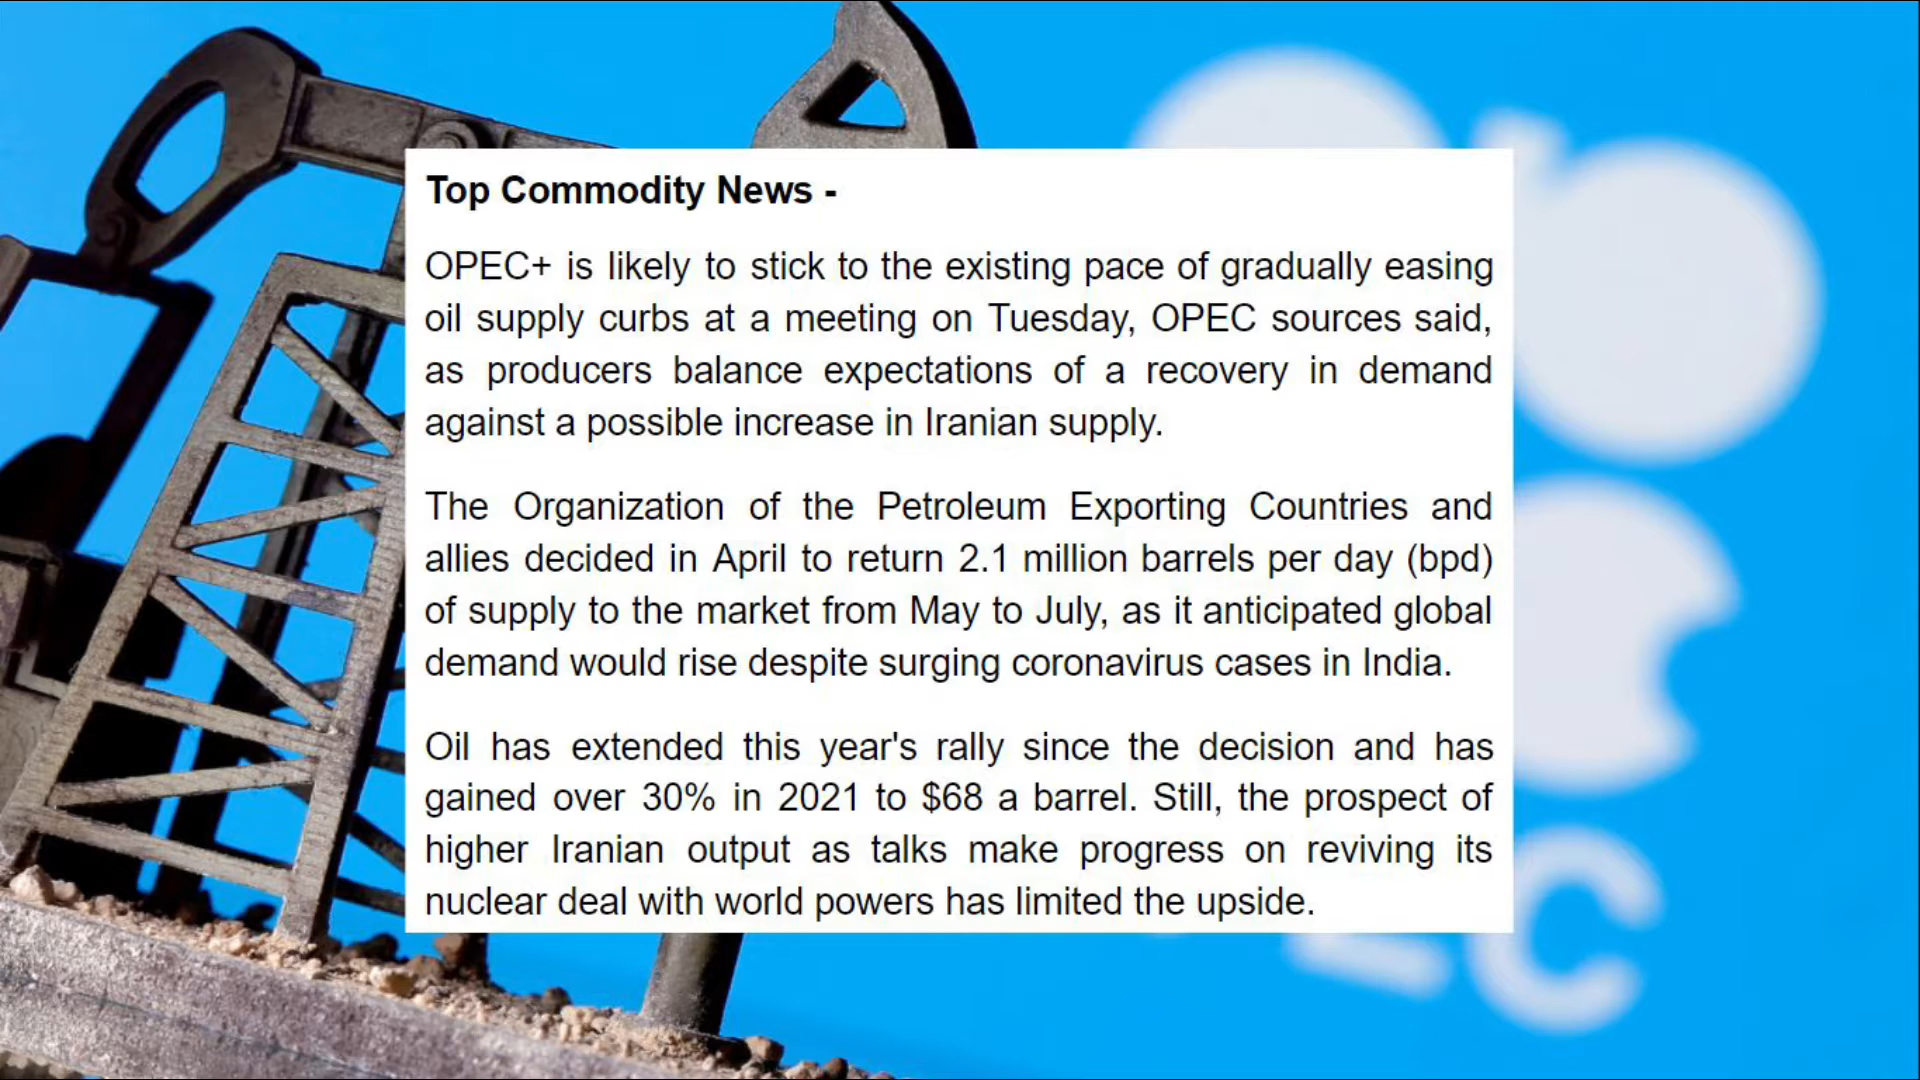 Top Commodity News -
OPEC+ is likely to stick to the existing pace of gradually easing
oil supply curbs at a meeting on Tuesday, OPEC sources said,
as producers balance expectations of a recovery in demand
against a possible increase in Iranian supply.
The Organization of the Petroleum Exporting Countries and
allies decided in April to return 2.1 million barrels per day (bpd)
of supply to the market from May to July, as it anticipated global
demand would rise despite surging coronavirus cases in India.
Oil has extended this year's rally since the decision and has
gained over 30% in 2021 to $68 a barrel. Still, the prospect of
higher Iranian output as talks make progress on reviving its
nuclear deal with world powers has limited the upside.